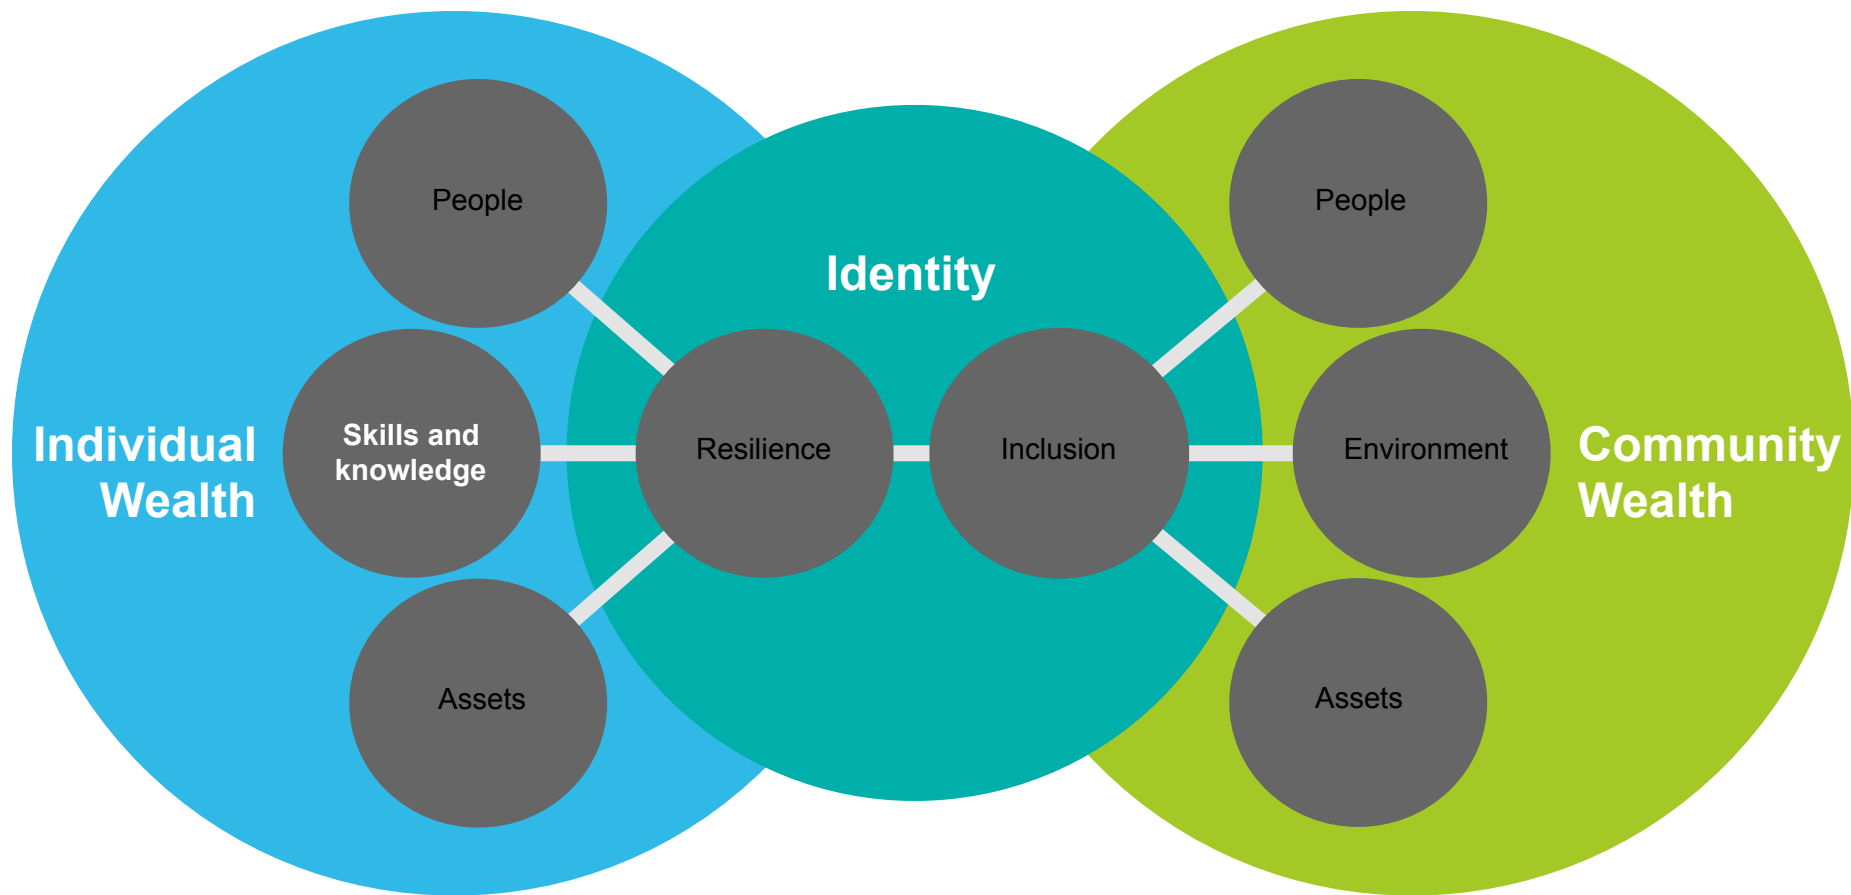 People
People
Identity
Individual
Wealth
Skills and
knowledge
Resilience
Inclusion
Environment
Community
Wealth
Assets
Assets